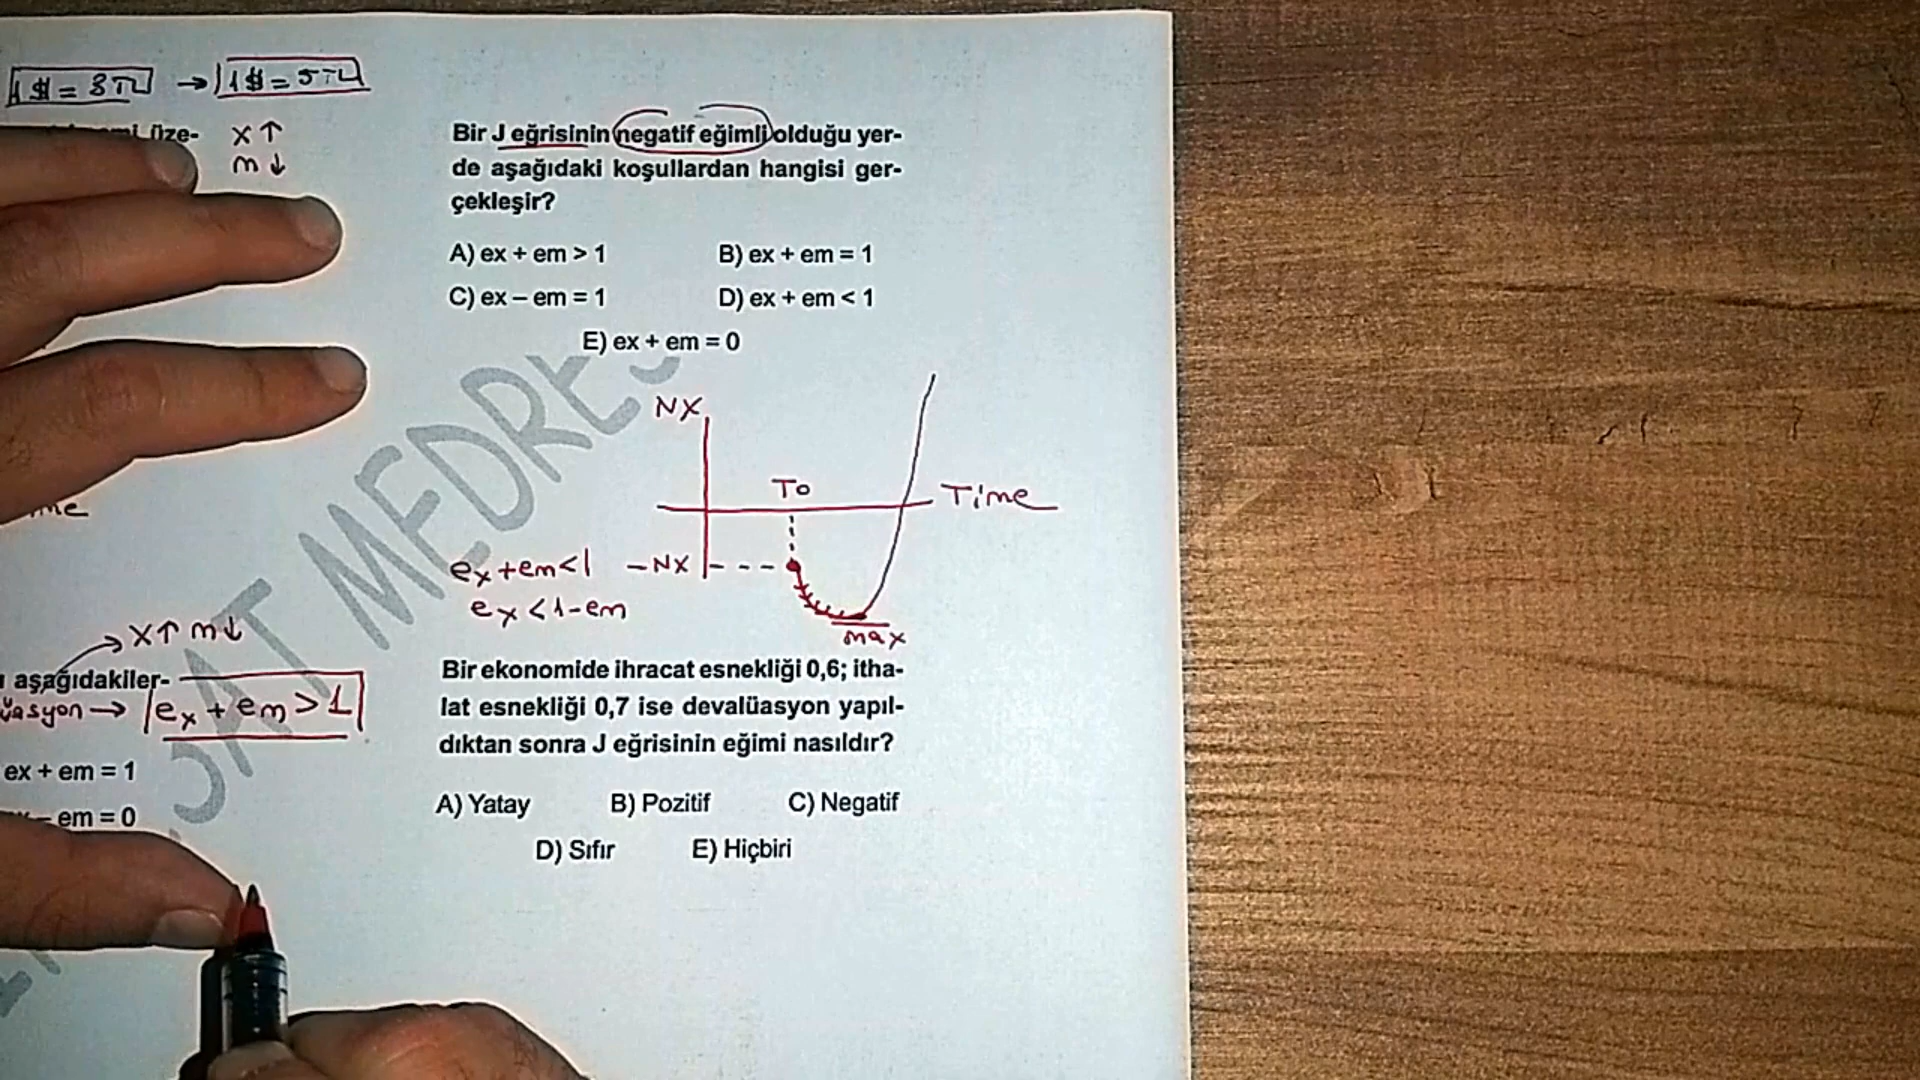 1$ = 3TL → 1$ = 5TL
üze-
X↑
m↓
X↑ m↓
aşağıdakiler-
→ ex + em > 1
ex + em = 1
em = 0
Bir J eğrisinin negatif eğimli olduğu yer-
de aşağıdaki koşullardan hangisi ger-
çekleşir?
A) ex + em > 1
B) ex + em = 1
C) ex – em = 1
D) ex + em < 1
E) ex + em = 0
NX
To
Time
ex+em<1
-NX
ex<1-em
max
Bir ekonomide ihracat esnekliği 0,6; itha-
lat esnekliği 0,7 ise devalüasyon yapıl-
dıktan sonra J eğrisinin eğimi nasıldır?
A) Yatay
B) Pozitif
C) Negatif
D) Sıfır
E) Hiçbiri